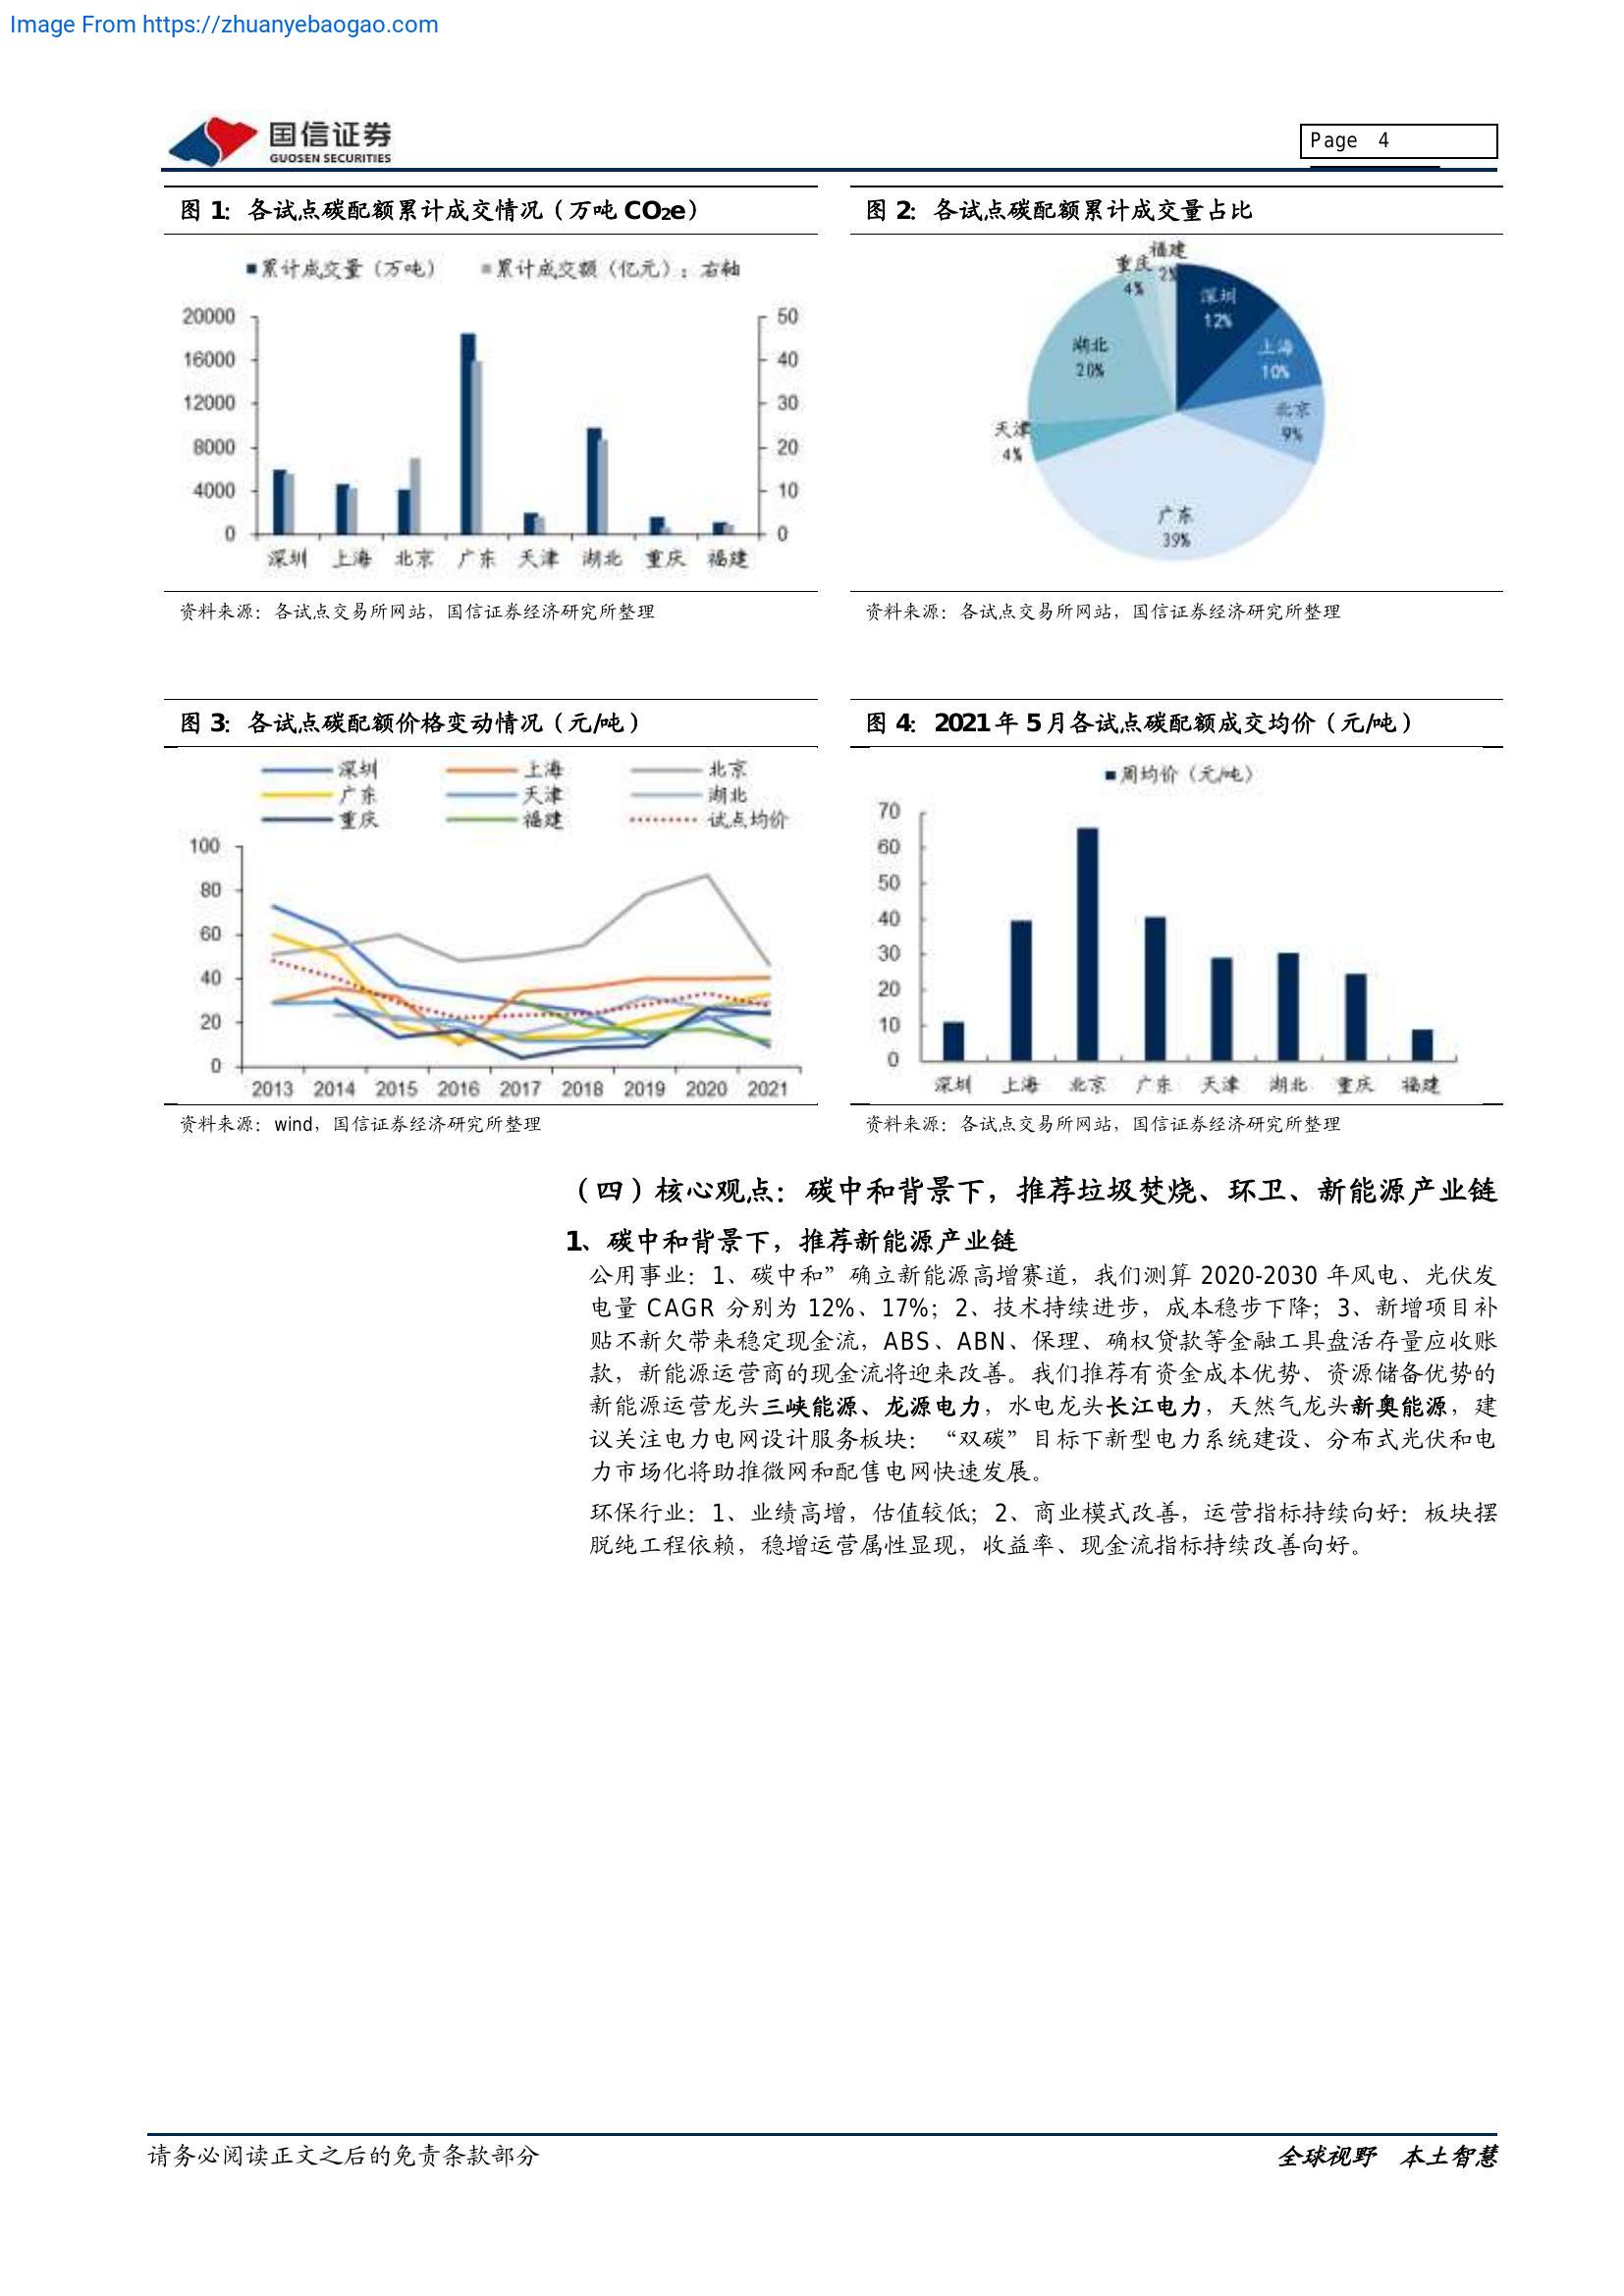 Image From https://zhuanyebaogao.com
国信证券
GUOSEN SECURITIES
Page 4
图 1：各试点碳配额累计成交情况（万吨 CO₂e）
累计成交量（万吨） 累计成交额（亿元）：右轴
20000 50
16000 40
12000 30
8000 20
4000 10
0 0
深圳 上海 北京 广东 天津 湖北 重庆 福建
资料来源：各试点交易所网站，国信证券经济研究所整理
图 2：各试点碳配额累计成交量占比
福建
2%
重庆
4%
深圳
12%
上海
10%
湖北
20%
北京
9%
天津
4%
广东
39%
资料来源：各试点交易所网站，国信证券经济研究所整理
图 3：各试点碳配额价格变动情况（元/吨）
深圳 上海 北京
广东 天津 湖北
重庆 福建 试点均价
100
80
60
40
20
0
2013 2014 2015 2016 2017 2018 2019 2020 2021
资料来源：wind，国信证券经济研究所整理
图 4：2021 年 5 月各试点碳配额成交均价（元/吨）
周均价（元/吨）
70
60
50
40
30
20
10
0
深圳 上海 北京 广东 天津 湖北 重庆 福建
资料来源：各试点交易所网站，国信证券经济研究所整理
（四）核心观点：碳中和背景下，推荐垃圾焚烧、环卫、新能源产业链
1、碳中和背景下，推荐新能源产业链
公用事业：1、碳中和”确立新能源高增赛道，我们测算 2020-2030 年风电、光伏发
电量 CAGR 分别为 12%、17%；2、技术持续进步，成本稳步下降；3、新增项目补
贴不新欠带来稳定现金流，ABS、ABN、保理、确权贷款等金融工具盘活存量应收账
款，新能源运营商的现金流将迎来改善。我们推荐有资金成本优势、资源储备优势的
新能源运营龙头三峡能源、龙源电力，水电龙头长江电力，天然气龙头新奥能源，建
议关注电力电网设计服务板块：“双碳”目标下新型电力系统建设、分布式光伏和电
力市场化将助推微网和配售电网快速发展。
环保行业：1、业绩高增，估值较低；2、商业模式改善，运营指标持续向好：板块摆
脱纯工程依赖，稳增运营属性显现，收益率、现金流指标持续改善向好。
请务必阅读正文之后的免责条款部分
全球视野 本土智慧